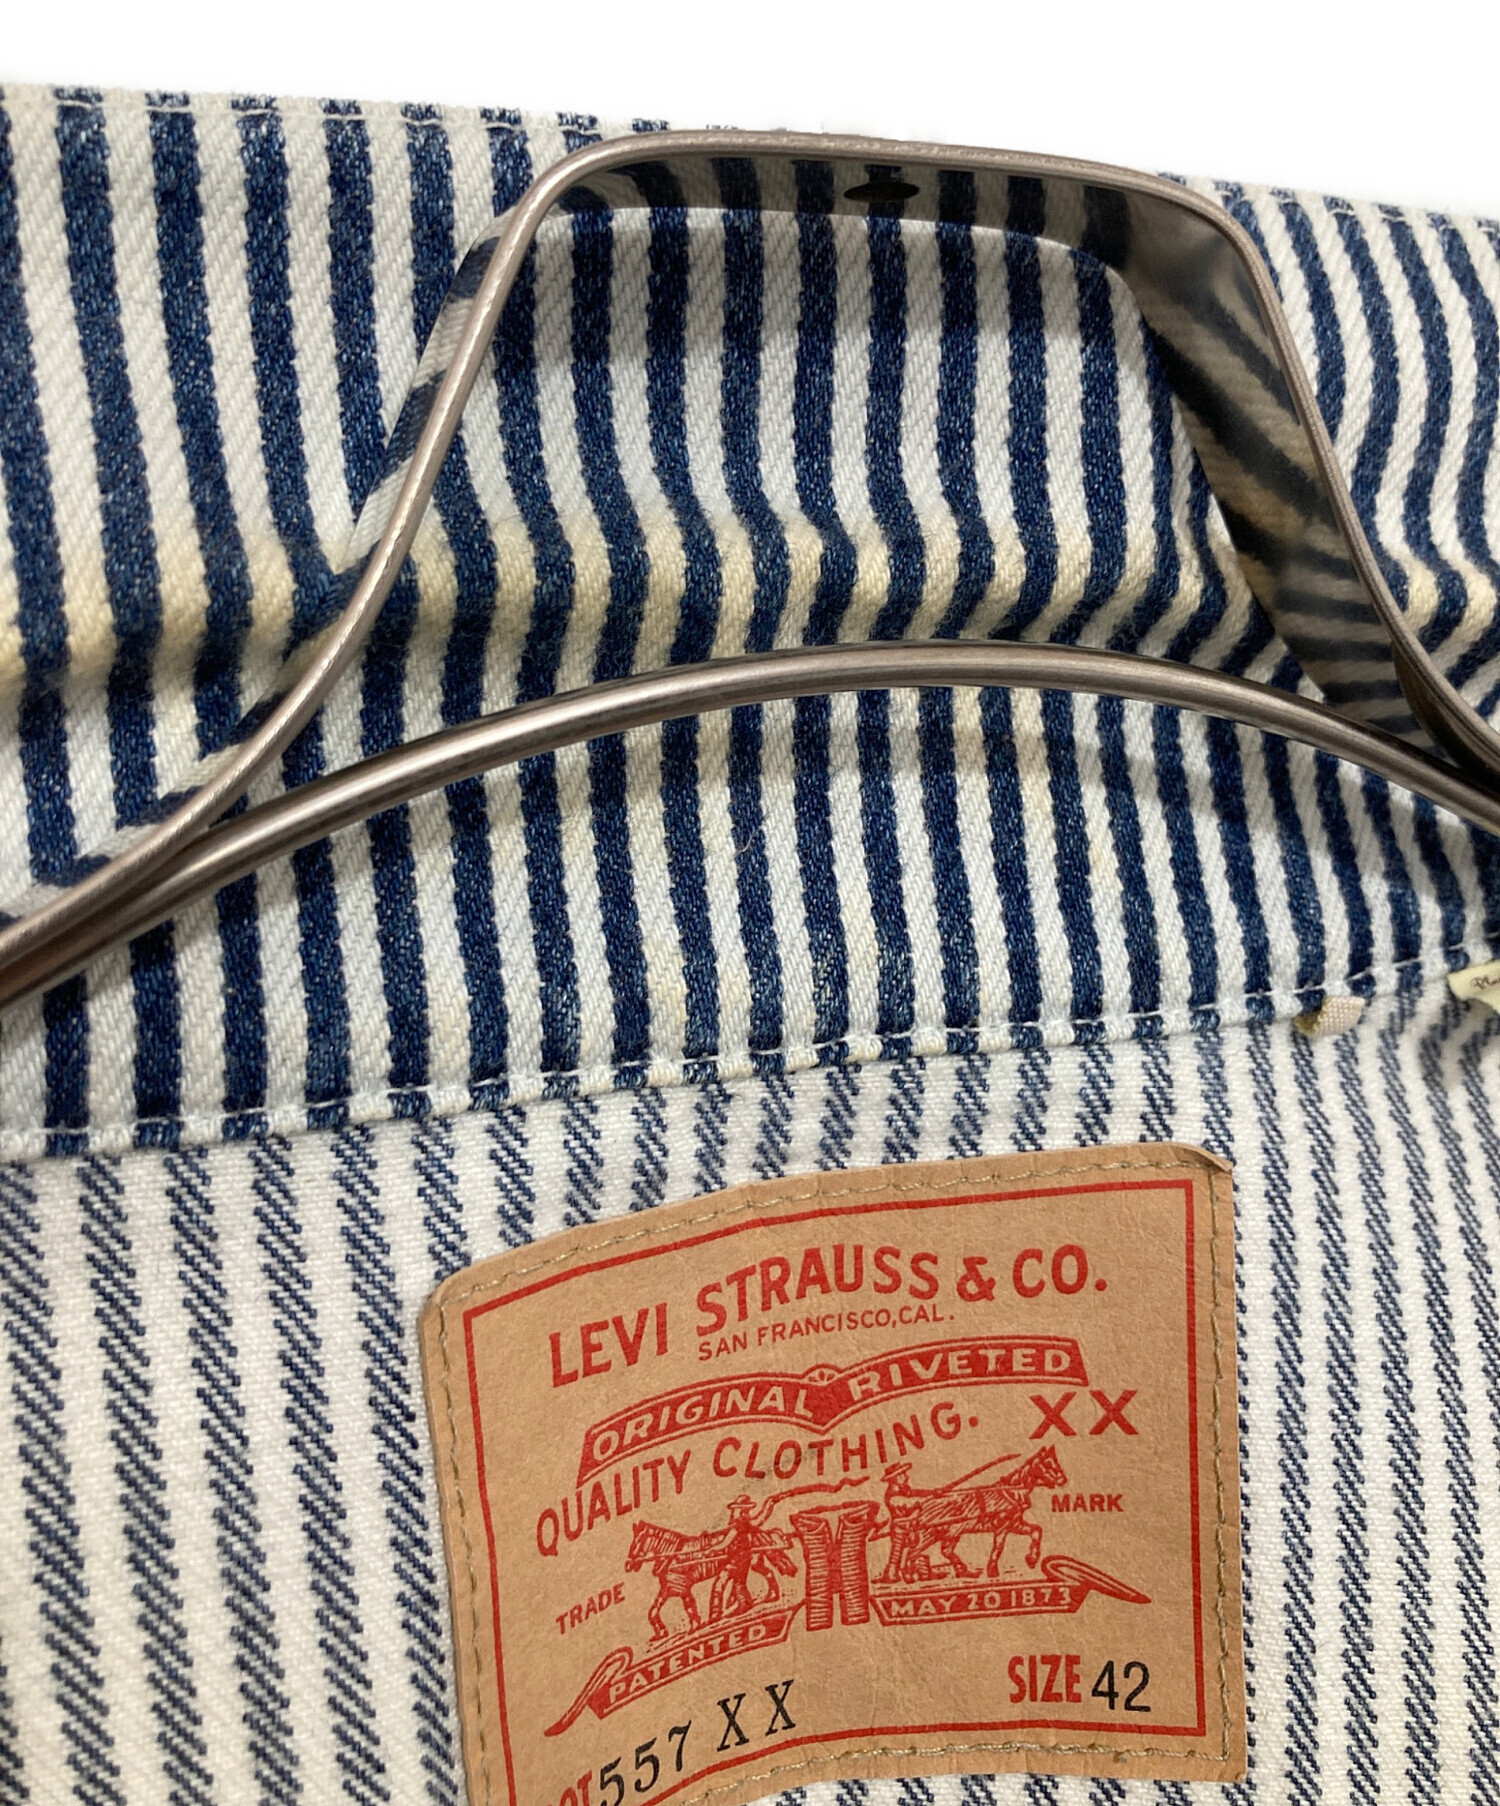 LEVI STRAUSS & CO.
SAN FRANCISCO, CAL.
ORIGINAL RIVETED
QUALITY CLOTHING. XX
TRADE MARK
PATENTED MAY 20 1873
SIZE 42
557 XX